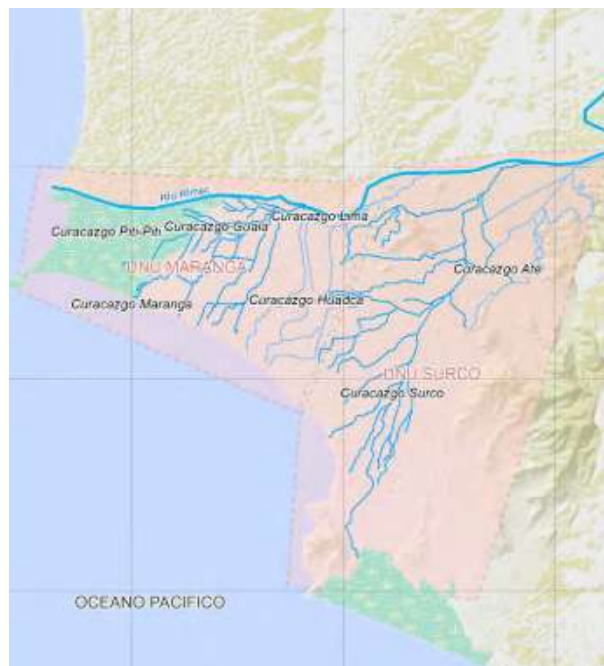 Río Rimac
Curacazgo Lima
Curacazgo Piti-Piti
Curacazgo Guala
UNU MARANGA
Curacazgo Ate
Curacazgo Maranga
Curacazgo Huadca
UNU SURCO
Curacazgo Surco
OCEANO PACIFICO